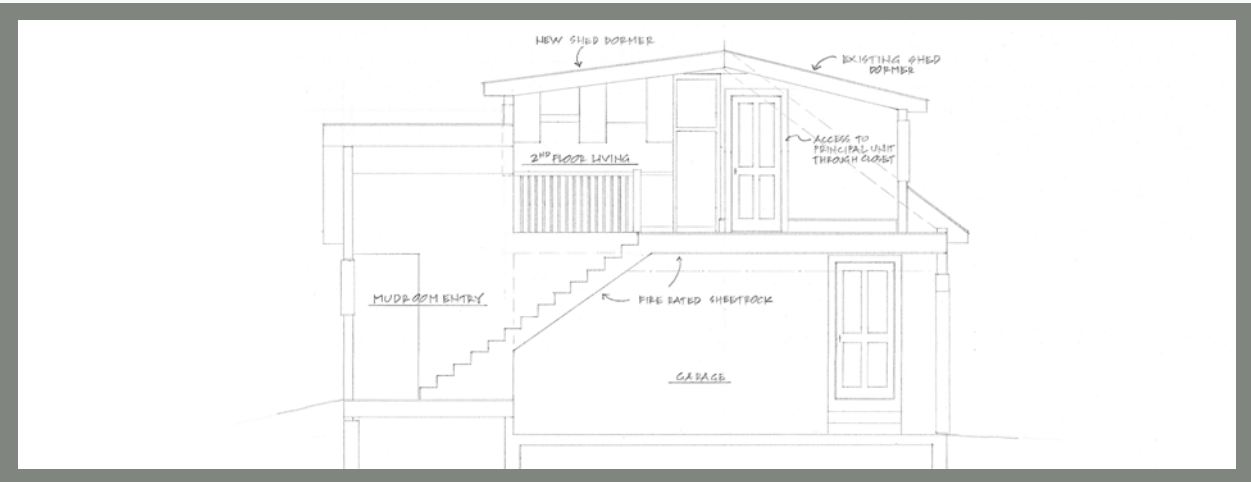 NEW SHED DORMER
EXISTING SHED
DORMER
ACCESS TO
PRINCIPAL UNIT
THROUGH CLOSET
2ND FLOOR LIVING
MUDROOM ENTRY
FIRE RATED SHEETROCK
GARAGE